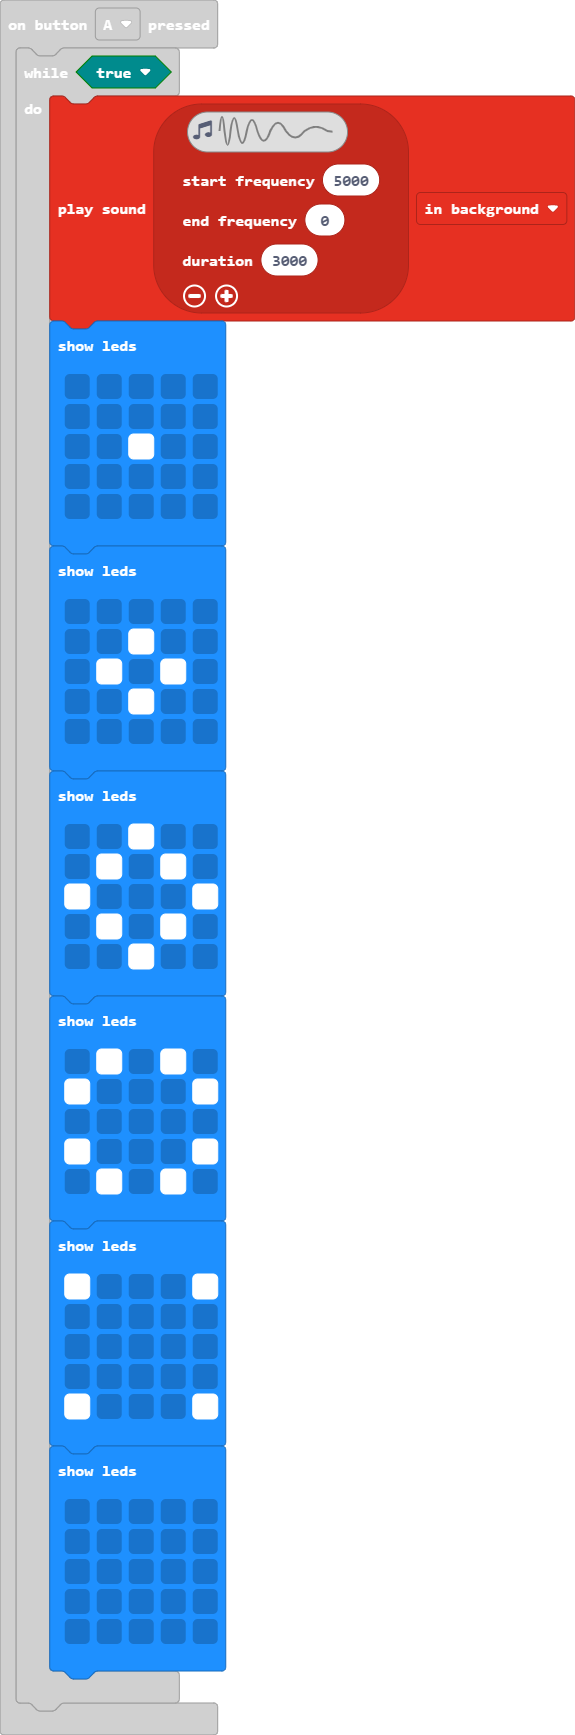 on button A pressed
while true
do
play sound
start frequency 5000
end frequency 0
duration 3000
in background
show leds
show leds
show leds
show leds
show leds
show leds